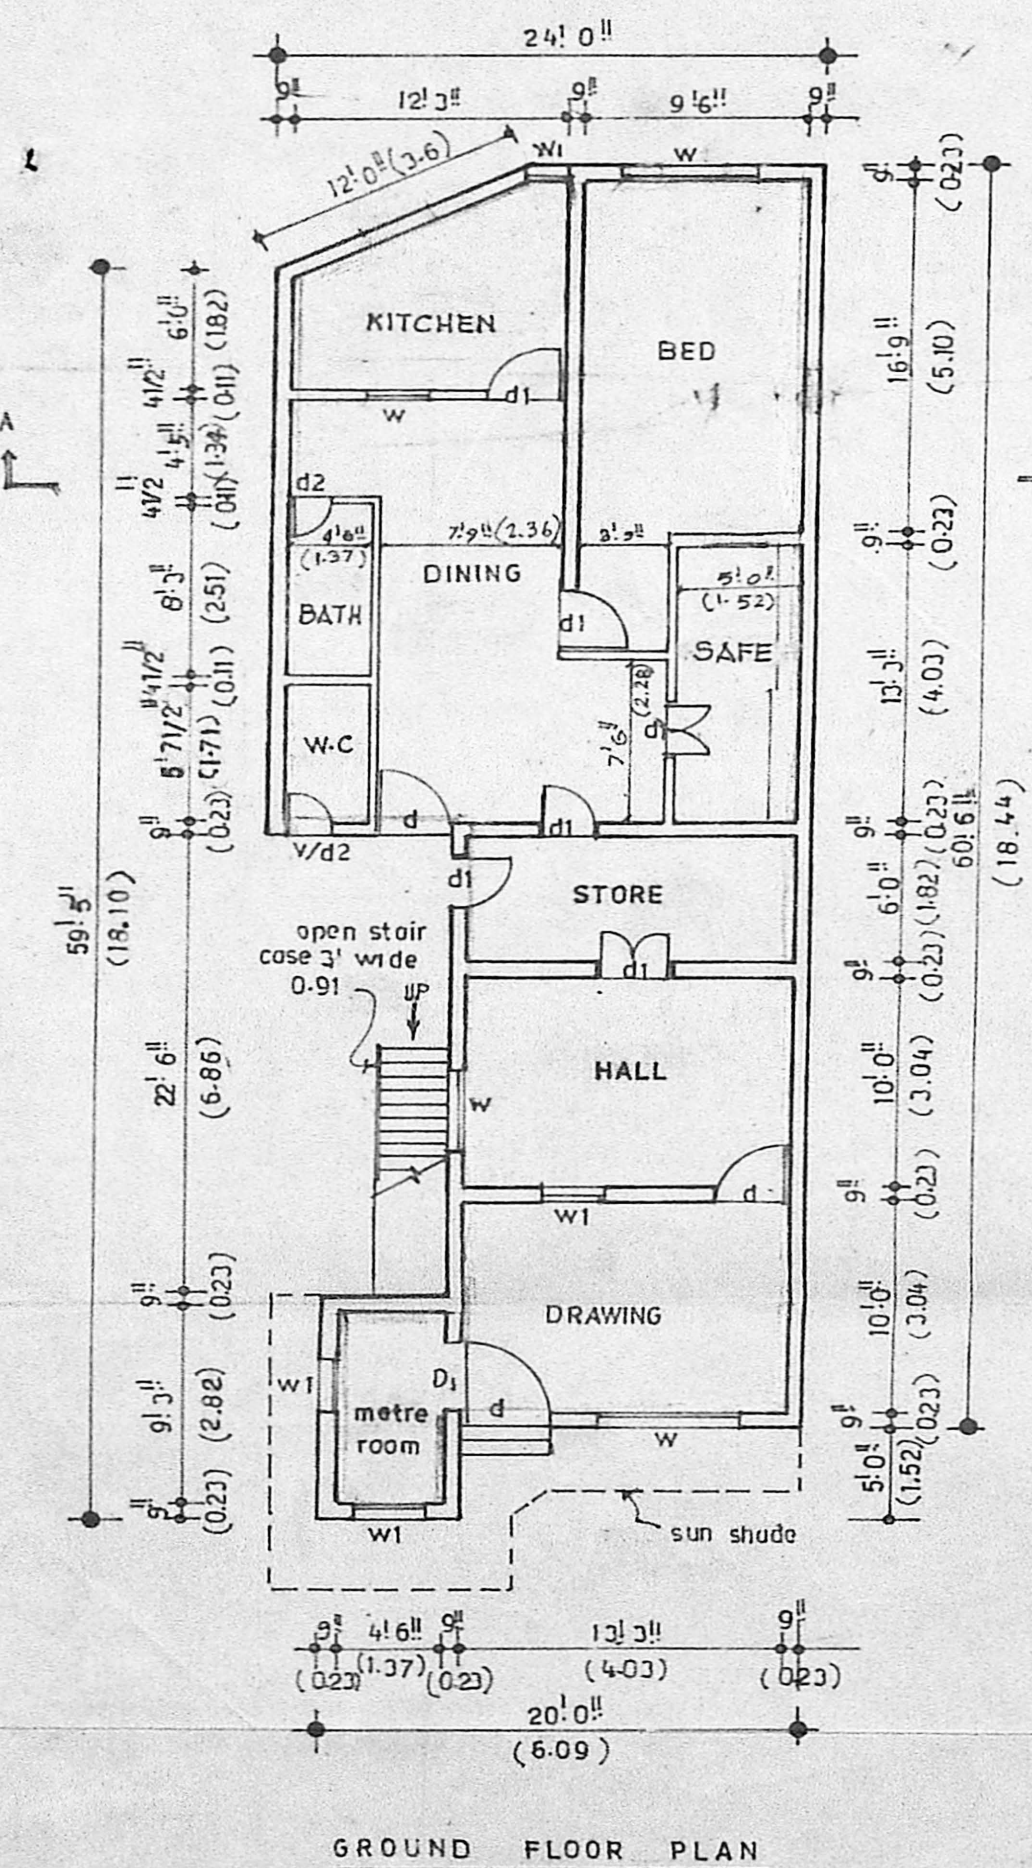 24' 0"
9" 12' 3" 9" 9' 6" 9"
12' 0" (3.6)
W1 W
9" (0.23)
6' 0" (1.82)
KITCHEN
BED
16' 9" (5.10)
4 1/2" (0.11)
d1
W
A
4' 5" (1.34)
4 1/2" (0.11)
d2
4' 6" (1.37)
7' 9" (2.36)
9" (0.23)
5' 0" (1.52)
DINING
8' 3" (2.51)
BATH
d1
SAFE
13' 3" (4.03)
4 1/2" (0.11)
(2.28)
7' 6"
W.C
5' 7 1/2" (1.71)
d
d1
9" (0.23)
V/d2
9" (0.23)
60' 6" (18.44)
59' 5" (18.10)
d1
STORE
6' 0" (1.82)
open stair
case 3' wide
0.91
UP
d1
9" (0.23)
22' 6" (6.86)
HALL
10' 0" (3.04)
W
d
W1
9" (0.23)
9" (0.23)
DRAWING
10' 0" (3.04)
W1
D1
d
metre
room
W
9' 3" (2.82)
9" (0.23)
5' 0" (1.52)
9" (0.23)
W1
sun shade
9" 4' 6" 9" 13' 3" 9"
(0.23) (1.37) (0.23) (4.03) (0.23)
20' 0"
(6.09)
GROUND FLOOR PLAN